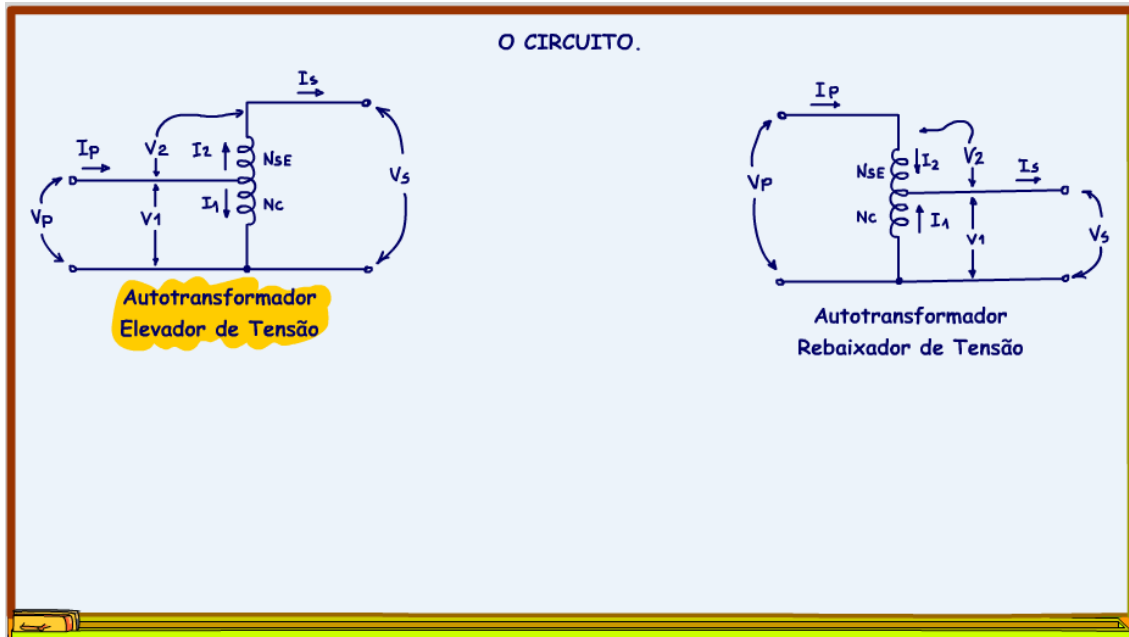 O CIRCUITO.
Is
Ip
V2
I2
NSE
Vs
Vp
V1
I1
Nc
Autotransformador
Elevador de Tensão
Ip
V2
I2
Is
NSE
Vp
Nc
I1
V1
Vs
Autotransformador
Rebaixador de Tensão